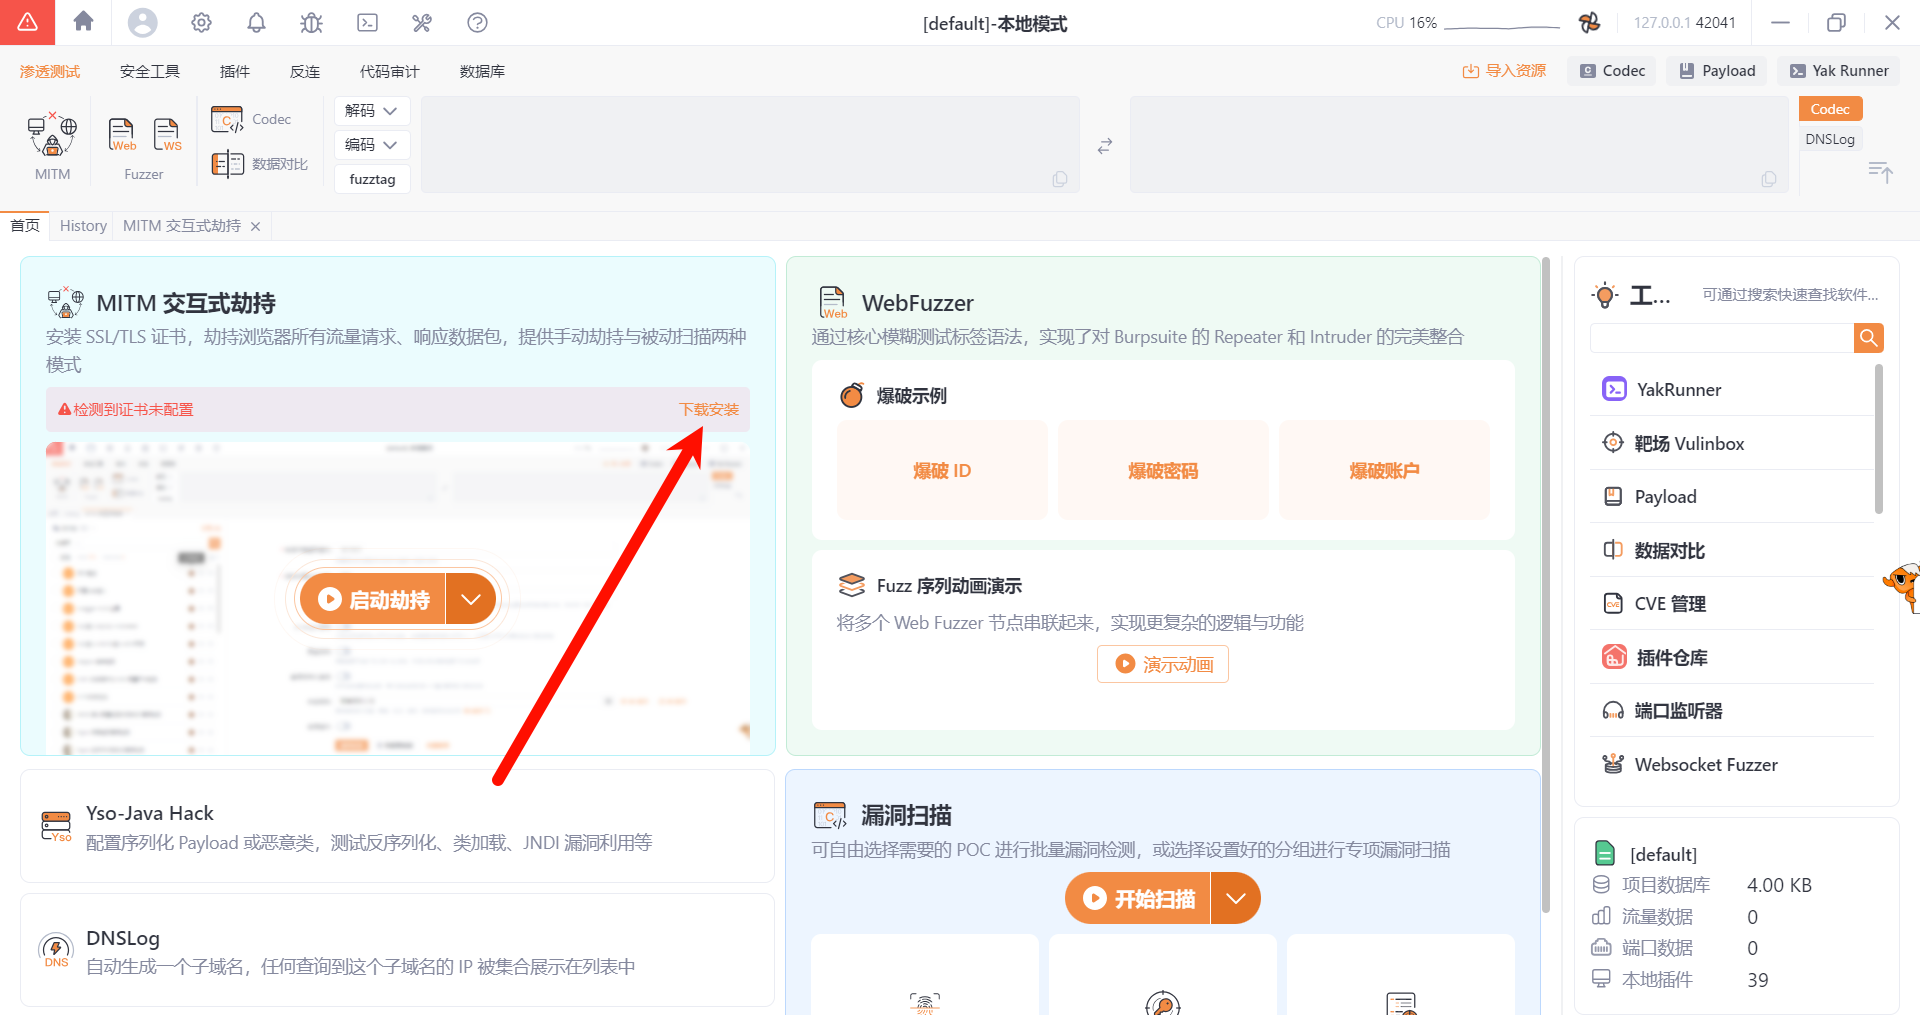 [default]-本地模式
CPU 16%
127.0.0.1 42041
渗透测试
安全工具
插件
反连
代码审计
数据库
导入资源
Codec
Payload
Yak Runner
MITM
Web
WS
Fuzzer
Codec
数据对比
解码
编码
fuzztag
Codec
DNSLog
首页
History
MITM 交互式劫持
MITM 交互式劫持
安装 SSL/TLS 证书，劫持浏览器所有流量请求、响应数据包，提供手动劫持与被动扫描两种
模式
检测到证书未配置
下载安装
启动劫持
Web
WebFuzzer
通过核心模糊测试标签语法，实现了对 Burpsuite 的 Repeater 和 Intruder 的完美整合
爆破示例
爆破 ID
爆破密码
爆破账户
Fuzz 序列动画演示
将多个 Web Fuzzer 节点串联起来，实现更复杂的逻辑与功能
演示动画
Yso
Yso-Java Hack
配置序列化 Payload 或恶意类，测试反序列化、类加载、JNDI 漏洞利用等
DNS
DNSLog
自动生成一个子域名，任何查询到这个子域名的 IP 被集合展示在列表中
漏洞扫描
可自由选择需要的 POC 进行批量漏洞检测，或选择设置好的分组进行专项漏洞扫描
开始扫描
工...
可通过搜索快速查找软件...
YakRunner
靶场 Vulinbox
Payload
数据对比
CVE 管理
插件仓库
端口监听器
Websocket Fuzzer
[default]
项目数据库 4.00 KB
流量数据 0
端口数据 0
本地插件 39